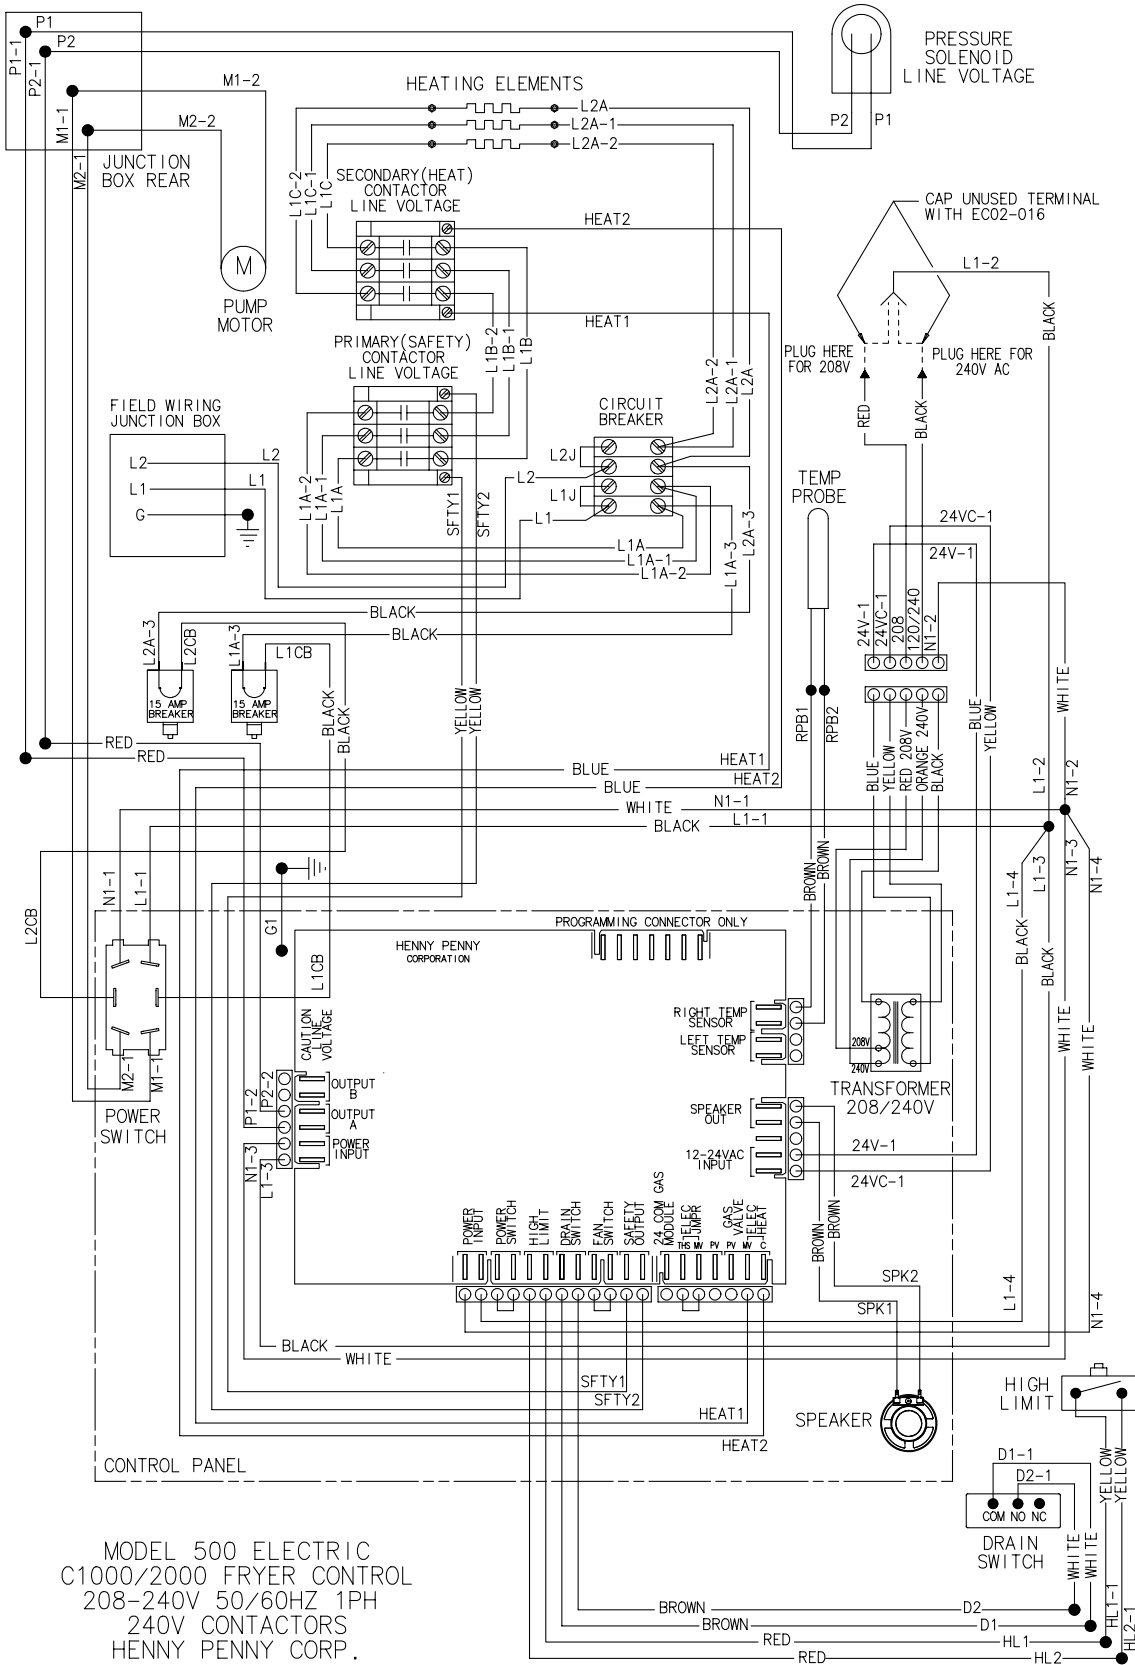 P1
P2
P1-1
P2-1
M1-1
M2-1
M1-2
M2-2
JUNCTION
BOX REAR
M
PUMP
MOTOR
HEATING ELEMENTS
L2A
L2A-1
L2A-2
L1C-2
L1C-1
L1C
SECONDARY(HEAT)
CONTACTOR
LINE VOLTAGE
HEAT2
HEAT1
PRIMARY(SAFETY)
CONTACTOR
LINE VOLTAGE
L1B-2
L1B-1
L1B
P2
P1
PRESSURE
SOLENOID
LINE VOLTAGE
CAP UNUSED TERMINAL
WITH EC02-016
L1-2
BLACK
PLUG HERE
FOR 208V
PLUG HERE FOR
240V AC
RED
BLACK
FIELD WIRING
JUNCTION BOX
L2
L1
G
L2
L1
L1A-2
L1A-1
L1A
SFTY1
SFTY2
L2A-2
L2A-1
L2A
CIRCUIT
BREAKER
L2J
L2
L1J
L1
L1A
L1A-1
L1A-2
L1A-3
L2A-3
TEMP
PROBE
24VC-1
24V-1
24V-1
24VC-1
208
120/240
N1-2
BLACK
BLACK
L2A-3
L2CB
L1A-3
L1CB
15 AMP
BREAKER
15 AMP
BREAKER
BLACK
BLACK
YELLOW
YELLOW
RPB1
RPB2
BLUE
YELLOW
WHITE
RED
RED
BLUE
HEAT1
BLUE
HEAT2
WHITE
N1-1
BLACK
L1-1
BLUE
YELLOW
RED 208V
ORANGE 240V
BLACK
L1-2
N1-2
N1-1
L1-1
L2CB
G1
L1CB
BROWN
BROWN
L1-4
L1-3
N1-3
N1-4
BLACK
BLACK
WHITE
WHITE
PROGRAMMING CONNECTOR ONLY
HENNY PENNY
CORPORATION
CAUTION
LINE
VOLTAGE
RIGHT TEMP
SENSOR
LEFT TEMP
SENSOR
208V
240V
TRANSFORMER
208/240V
M2-1
M1-1
POWER
SWITCH
P1-2
P2-2
N1-3
L1-3
OUTPUT
B
OUTPUT
A
POWER
INPUT
SPEAKER
OUT
12-24VAC
INPUT
24V-1
24VC-1
POWER
INPUT
POWER
SWITCH
HIGH
LIMIT
DRAIN
SWITCH
FAN
SWITCH
SAFETY
OUTPUT
24 COM GAS
MODULE
ELEC
JMPR
GAS
VALVE
ELEC
HEAT
THS
MV
PV
PV
MV
C
BROWN
BROWN
SPK2
SPK1
L1-4
N1-4
BLACK
WHITE
SFTY1
SFTY2
HEAT1
HEAT2
SPEAKER
HIGH
LIMIT
CONTROL PANEL
D1-1
D2-1
COM NO NC
DRAIN
SWITCH
YELLOW
YELLOW
WHITE
WHITE
HL1-1
HL2-1
BROWN
D2
BROWN
D1
RED
HL1
RED
HL2
MODEL 500 ELECTRIC
C1000/2000 FRYER CONTROL
208-240V 50/60HZ 1PH
240V CONTACTORS
HENNY PENNY CORP.